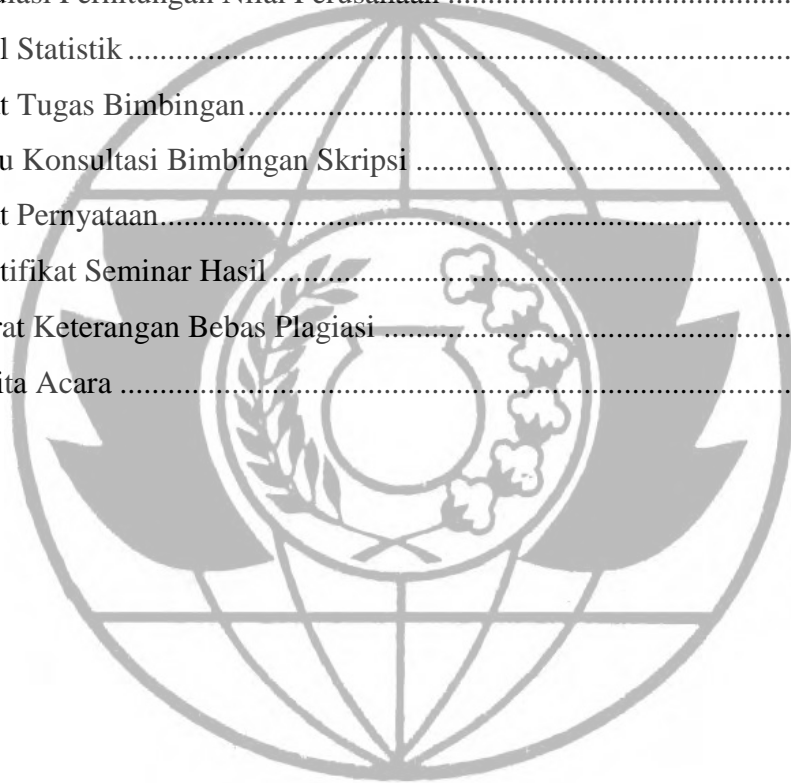 l Statistik ........................................................................................
t Tugas Bimbingan........................................................................
u Konsultasi Bimbingan Skripsi ..................................................
t Pernyataan....................................................................................
tifikat Seminar Hasil ....................................................................
rat Keterangan Bebas Plagiasi .......................................................
ita Acara .........................................................................................